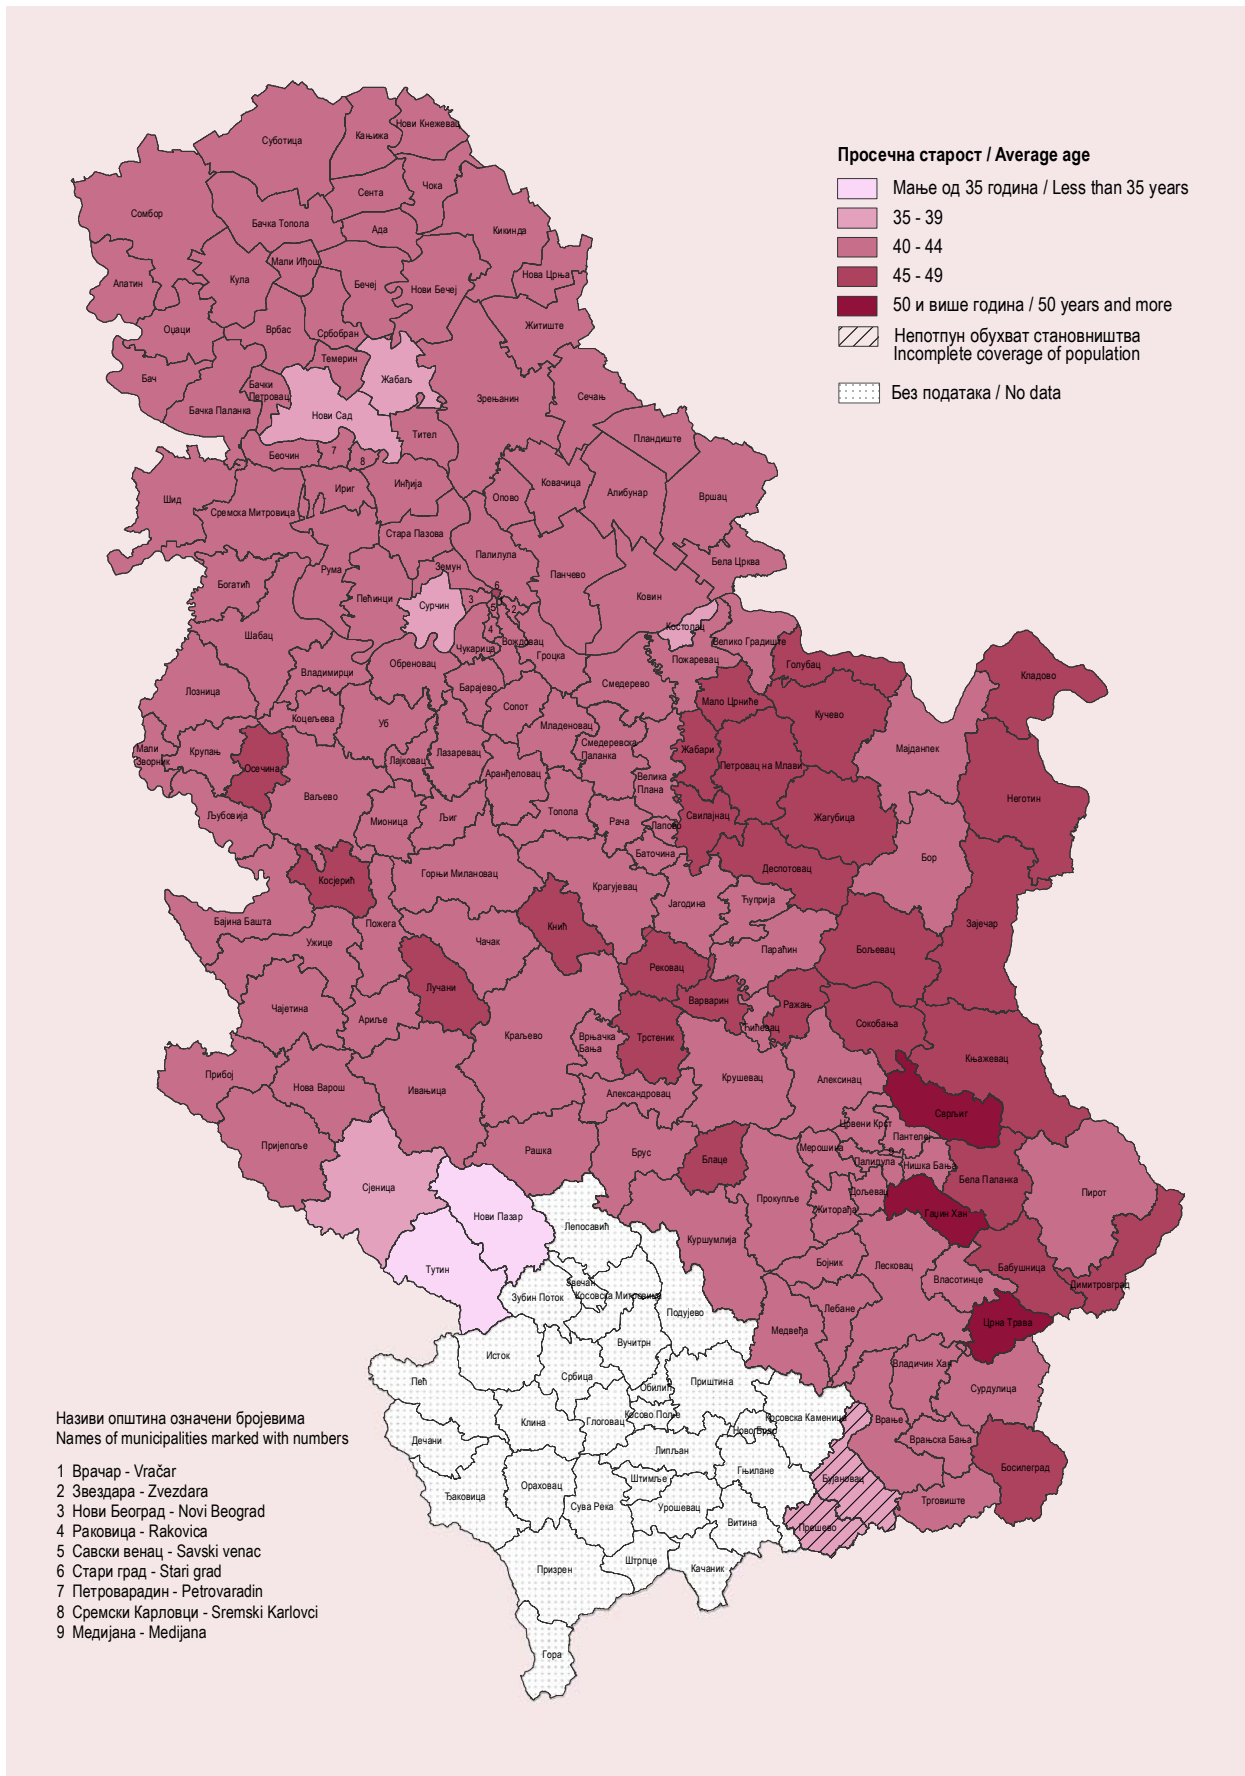 Просечна старост / Average age
Мање од 35 година / Less than 35 years
35 - 39
40 - 44
45 - 49
50 и више година / 50 years and more
Непотпун обухват становништва
Incomplete coverage of population
Без података / No data
Суботица
Кањижа
Нови Кнежевац
Сента
Чока
Сомбор
Бачка Топола
Ада
Кикинда
Апатин
Кула
Мали Иђош
Бечеј
Нови Бечеј
Нова Црња
Оџаци
Врбас
Србобран
Житиште
Темерин
Бач
Бачка Паланка
Бачки
Петровац
Жабаљ
Нови Сад
Зрењанин
Сечањ
Тител
Пландиште
Беочин
7
8
Шид
Сремска Митровица
Ириг
Инђија
Опово
Ковачица
Алибунар
Вршац
Стара Пазова
Палилула
Бела Црква
Богатић
Рума
Пећинци
Земун
Панчево
Ковин
Сурчин
6
3
5
2
4
Костолац
Шабац
Чукарица
Вождовац
Гроцка
Велико Градиште
Владимирци
Обреновац
Пожаревац
Голубац
Кладово
Лозница
Барајево
Смедерево
Мало Црниће
Коцељева
Уб
Сопот
Кучево
Младеновац
Мали
Зворник
Крупањ
Осечина
Лајковац
Лазаревац
Смедеревска
Паланка
Жабари
Мајданпек
Петровац на Млави
Аранђеловац
Велика
Плана
Ваљево
Неготин
Љубовија
Мионица
Љиг
Топола
Рача
Лапово
Свилајнац
Жагубица
Баточина
Бор
Косјерић
Горњи Милановац
Крагујевац
Деспотовац
Јагодина
Ћуприја
Бајина Башта
Пожега
Кнић
Зајечар
Ужице
Чачак
Параћин
Бољевац
Рековац
Лучани
Чајетина
Варварин
Ражањ
Ариље
Краљево
Врњачка
Бања
Трстеник
Ћићевац
Сокобања
Књажевац
Прибој
Нова Варош
Ивањица
Крушевац
Алексинац
Александровац
Сврљиг
Црвени Крст
Пријепоље
Рашка
Брус
Блаце
Мерошина
Пантелеј
9
Палилула
Нишка Бања
Сјеница
Бела Паланка
Пирот
Прокупље
Дољевац
Нови Пазар
Житорађа
Гаџин Хан
Лепосавић
Куршумлија
Тутин
Бојник
Лесковац
Бабушница
Власотинце
Димитровград
Звечан
Зубин Поток
Косовска Митровица
Подујево
Лебане
Медвеђа
Црна Трава
Вучитрн
Исток
Владичин Хан
Пећ
Србица
Обилић
Приштина
Сурдулица
Клина
Глоговац
Косово Поље
Косовска Каменица
Ново Брдо
Врање
Дечани
Липљан
Врањска Бања
Гњилане
Босилеград
Ђаковица
Ораховац
Штимље
Бујановац
Сува Река
Урошевац
Трговиште
Витина
Прешево
Призрен
Штрпце
Качаник
Гора
Називи општина означени бројевима
Names of municipalities marked with numbers
1 Врачар - Vračar
2 Звездара - Zvezdara
3 Нови Београд - Novi Beograd
4 Раковица - Rakovica
5 Савски венац - Savski venac
6 Стари град - Stari grad
7 Петроварадин - Petrovaradin
8 Сремски Карловци - Sremski Karlovci
9 Медијана - Medijana